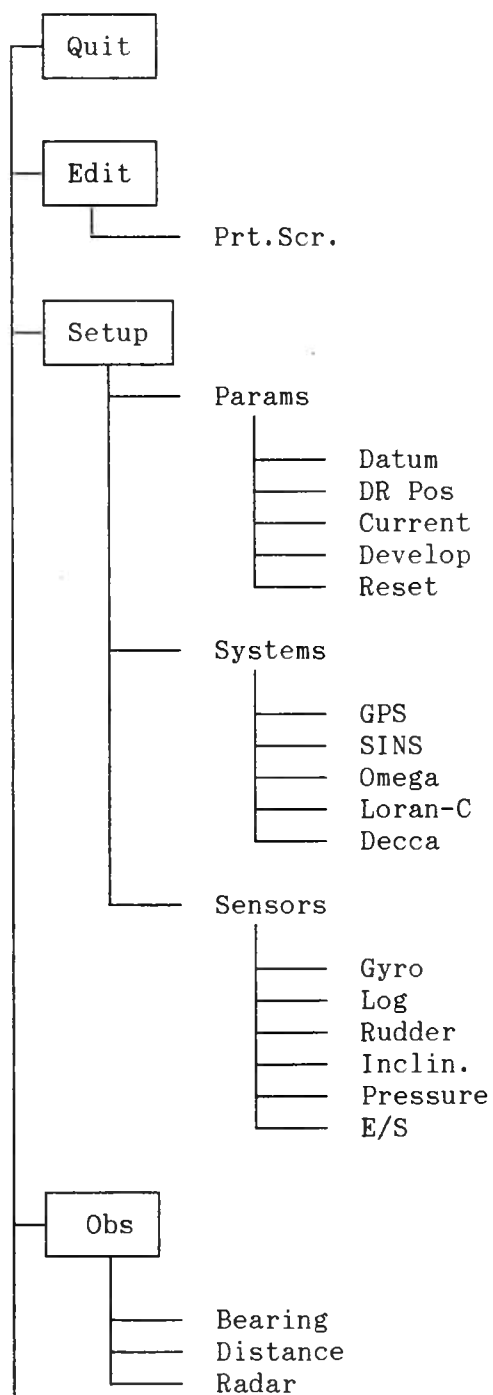 Quit
Edit
Prt.Scr.
Setup
Params
Datum
DR Pos
Current
Develop
Reset
Systems
GPS
SINS
Omega
Loran-C
Decca
Sensors
Gyro
Log
Rudder
Inclin.
Pressure
E/S
Obs
Bearing
Distance
Radar